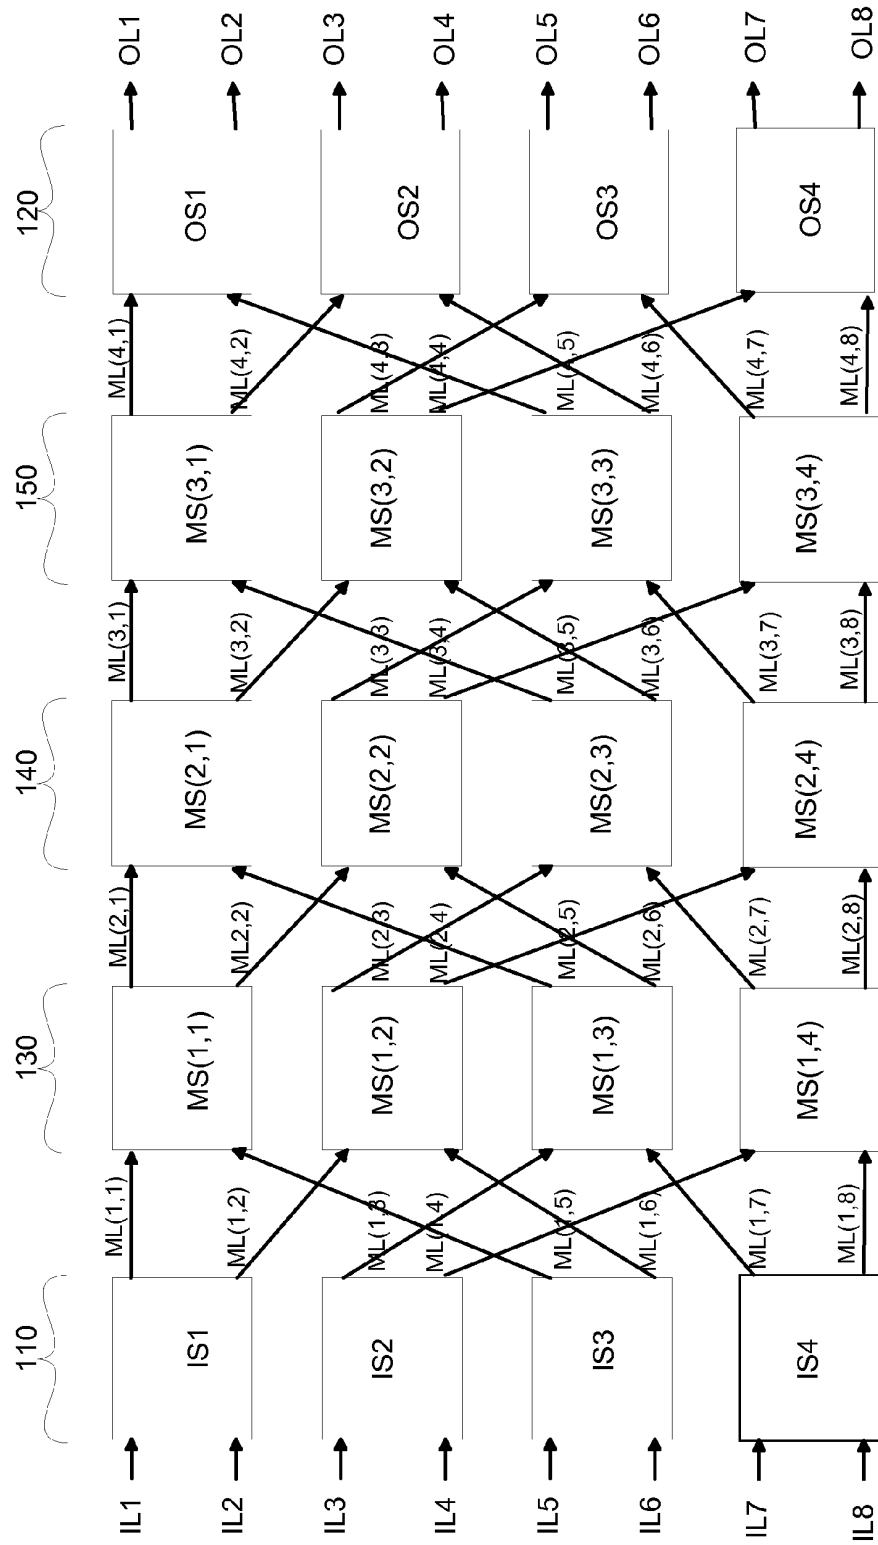 110
130
140
150
120
IL1
ML(1,1)
ML(2,1)
ML(3,1)
ML(4,1)
OL1
IS1
MS(1,1)
MS(2,1)
MS(3,1)
OS1
IL2
ML(1,2)
ML2,2)
ML(3,2)
ML(4,2)
OL2
IL3
ML(1,3)
ML(2,3)
ML(3,3)
ML(4,3)
OL3
IS2
MS(1,2)
MS(2,2)
MS(3,2)
OS2
IL4
ML(1,4)
ML(2,4)
ML(3,4)
ML(4,4)
OL4
IL5
ML(1,5)
ML(2,5)
ML(3,5)
ML(4,5)
OL5
IS3
MS(1,3)
MS(2,3)
MS(3,3)
OS3
IL6
ML(1,6)
ML(2,6)
ML(3,6)
ML(4,6)
OL6
IL7
ML(1,7)
ML(2,7)
ML(3,7)
ML(4,7)
OL7
IS4
MS(1,4)
MS(2,4)
MS(3,4)
OS4
IL8
ML(1,8)
ML(2,8)
ML(3,8)
ML(4,8)
OL8